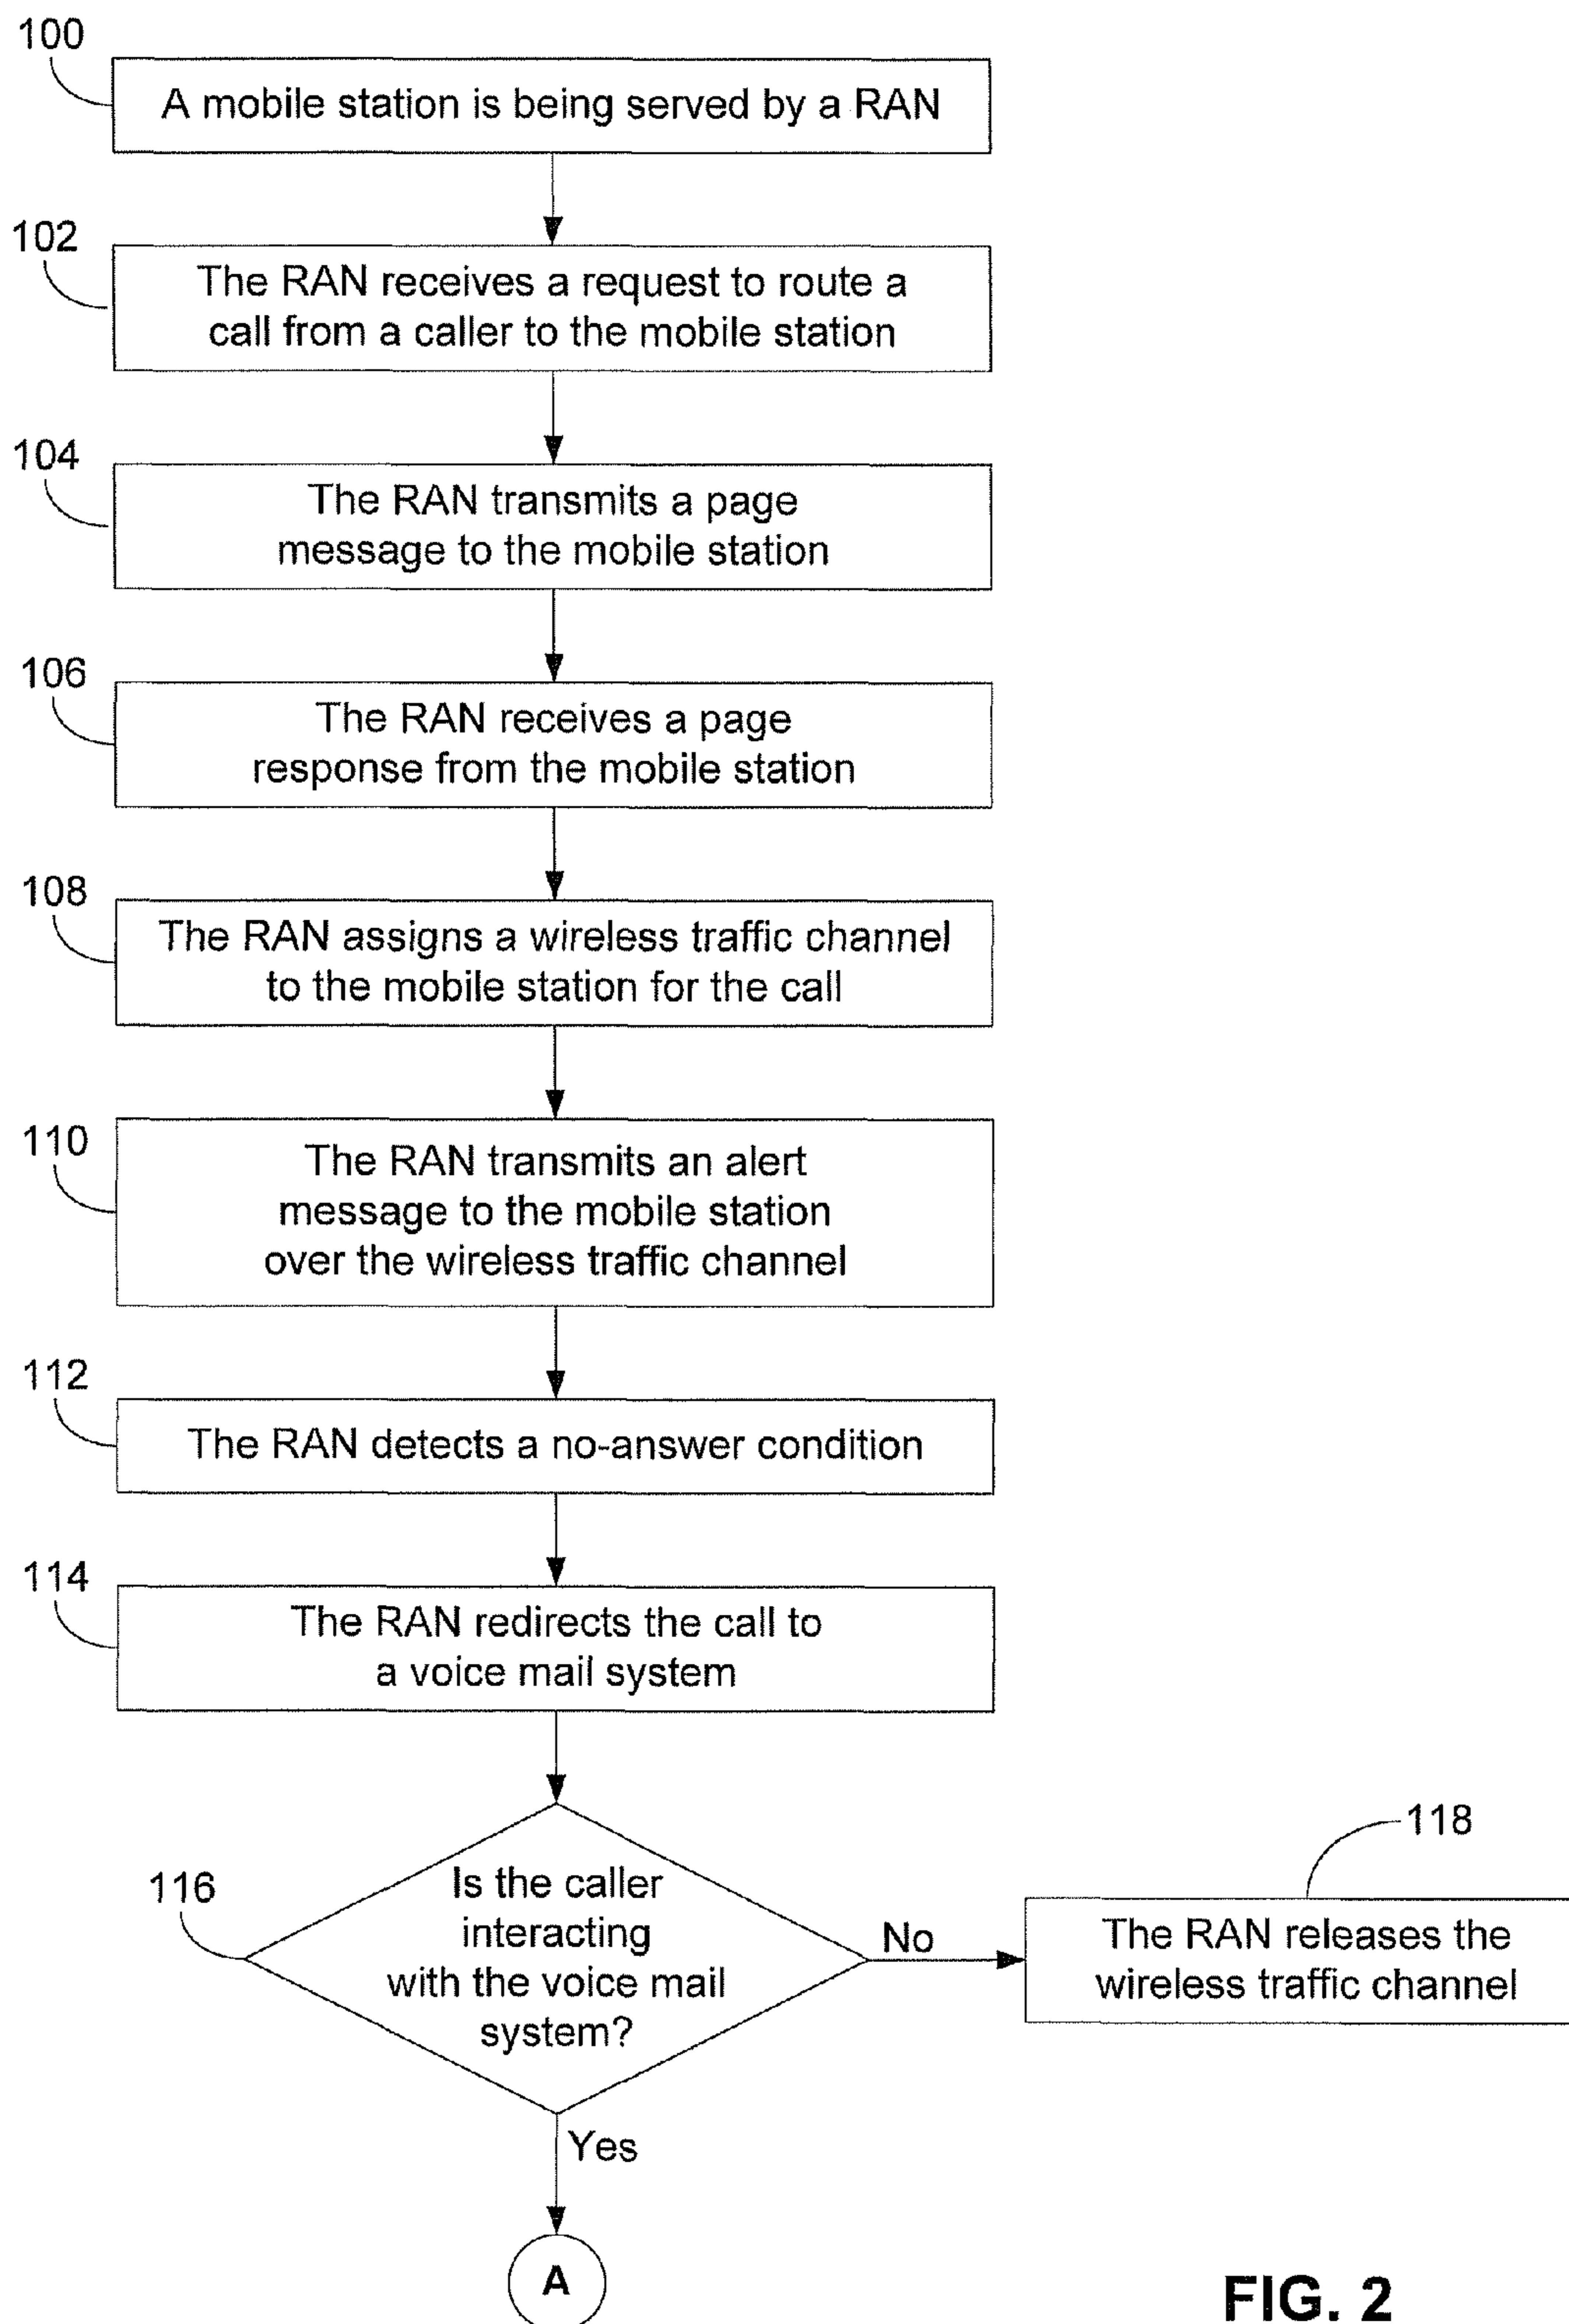 100
A mobile station is being served by a RAN
102
The RAN receives a request to route a
call from a caller to the mobile station
104
The RAN transmits a page
message to the mobile station
106
The RAN receives a page
response from the mobile station
108
The RAN assigns a wireless traffic channel
to the mobile station for the call
110
The RAN transmits an alert
message to the mobile station
over the wireless traffic channel
112
The RAN detects a no-answer condition
114
The RAN redirects the call to
a voice mail system
116
Is the caller
interacting
with the voice mail
system?
No
118
The RAN releases the
wireless traffic channel
Yes
A
FIG. 2